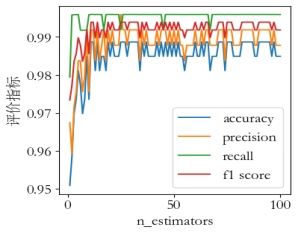 0.99
0.98
0.97
0.96
0.95
评价指标
accuracy
precision
recall
f1 score
0
50
100
n_estimators